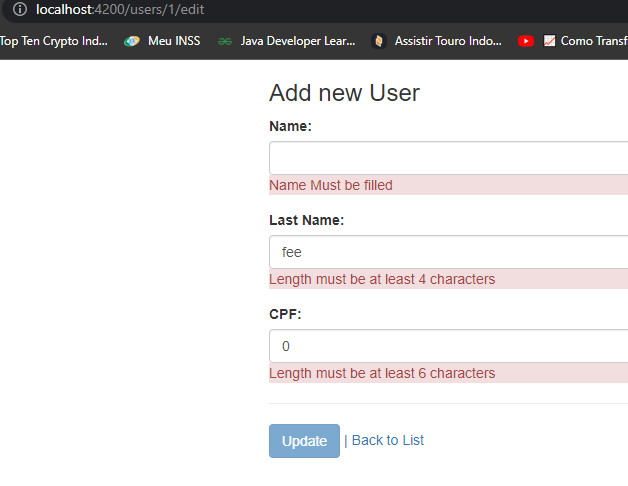 localhost:4200/users/1/edit
Top Ten Crypto Ind... Meu INSS Java Developer Lear... Assistir Touro Indo... Como Transf
Add new User
Name:
Name Must be filled
Last Name:
fee
Length must be at least 4 characters
CPF:
0
Length must be at least 6 characters
Update | Back to List